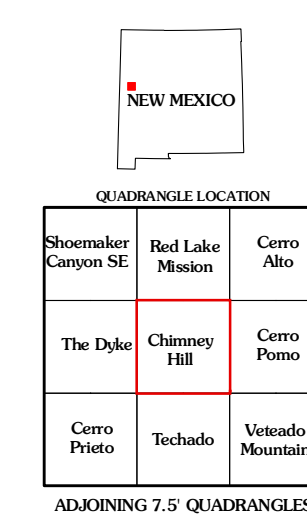 NEW MEXICO
QUADRANGLE LOCATION
Shoemaker
Canyon SE
Red Lake
Mission
Cerro
Alto
The Dyke
Chimney
Hill
Cerro
Pomo
Cerro
Prieto
Techado
Veteado
Mountain
ADJOINING 7.5' QUADRANGLES